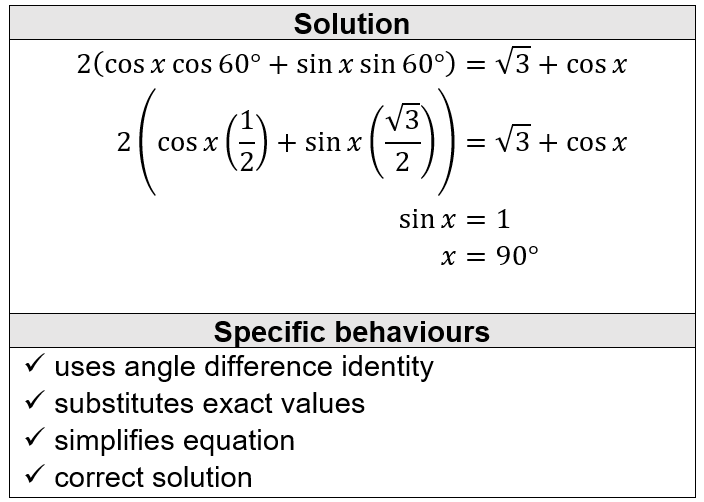 Solution
2(cos x cos 60° + sin x sin 60°) = √3 + cos x
2(cos x (1/2) + sin x (√3/2)) = √3 + cos x
sin x = 1
x = 90°
Specific behaviours
✓ uses angle difference identity
✓ substitutes exact values
✓ simplifies equation
✓ correct solution